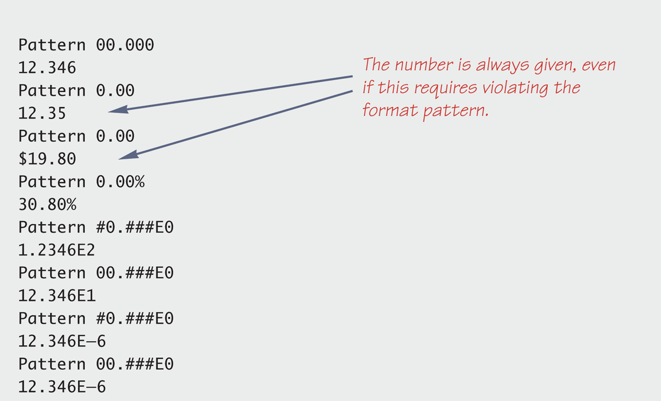 Pattern 00.000
12.346
Pattern 0.00
12.35
Pattern 0.00
$19.80
Pattern 0.00%
30.80%
Pattern #0.###E0
1.2346E2
Pattern 00.###E0
12.346E1
Pattern #0.###E0
12.346E–6
Pattern 00.###E0
12.346E–6
The number is always given, even
if this requires violating the
format pattern.